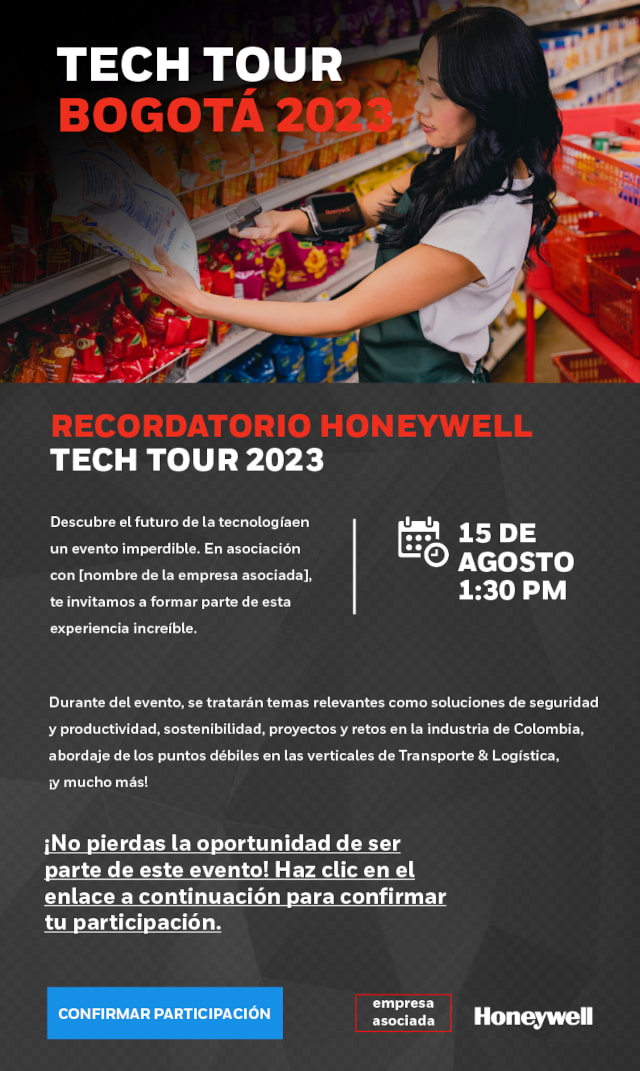 TECH TOUR
BOGOTÁ 2023
Honeywell
RECORDATORIO HONEYWELL
TECH TOUR 2023
Descubre el futuro de la tecnologíaen
un evento imperdible. En asociación
con [nombre de la empresa asociada],
te invitamos a formar parte de esta
experiencia increíble.
15 DE
AGOSTO
1:30 PM
Durante del evento, se tratarán temas relevantes como soluciones de seguridad
y productividad, sostenibilidad, proyectos y retos en la industria de Colombia,
abordaje de los puntos débiles en las verticales de Transporte & Logística,
¡y mucho más!
¡No pierdas la oportunidad de ser
parte de este evento! Haz clic en el
enlace a continuación para confirmar
tu participación.
CONFIRMAR PARTICIPACIÓN
empresa
asociada
Honeywell